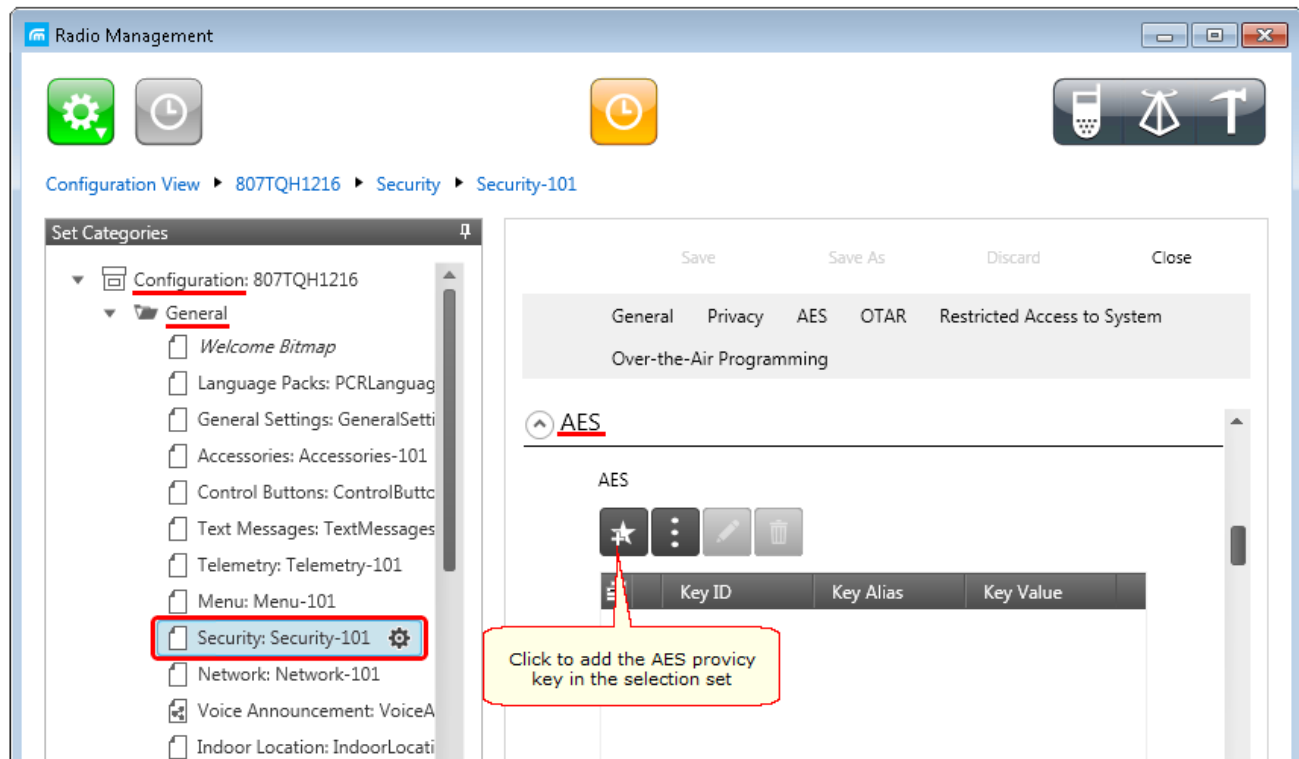 Radio Management
Configuration View ▶ 807TQH1216 ▶ Security ▶ Security-101
Set Categories
Configuration: 807TQH1216
General
Welcome Bitmap
Language Packs: PCRLanguag
General Settings: GeneralSetti
Accessories: Accessories-101
Control Buttons: ControlButtc
Text Messages: TextMessages
Telemetry: Telemetry-101
Menu: Menu-101
Security: Security-101
Network: Network-101
Voice Announcement: VoiceA
Indoor Location: IndoorLocati
Save Save As Discard Close
General Privacy AES OTAR Restricted Access to System
Over-the-Air Programming
AES
AES
Key ID Key Alias Key Value
Click to add the AES provicy
key in the selection set